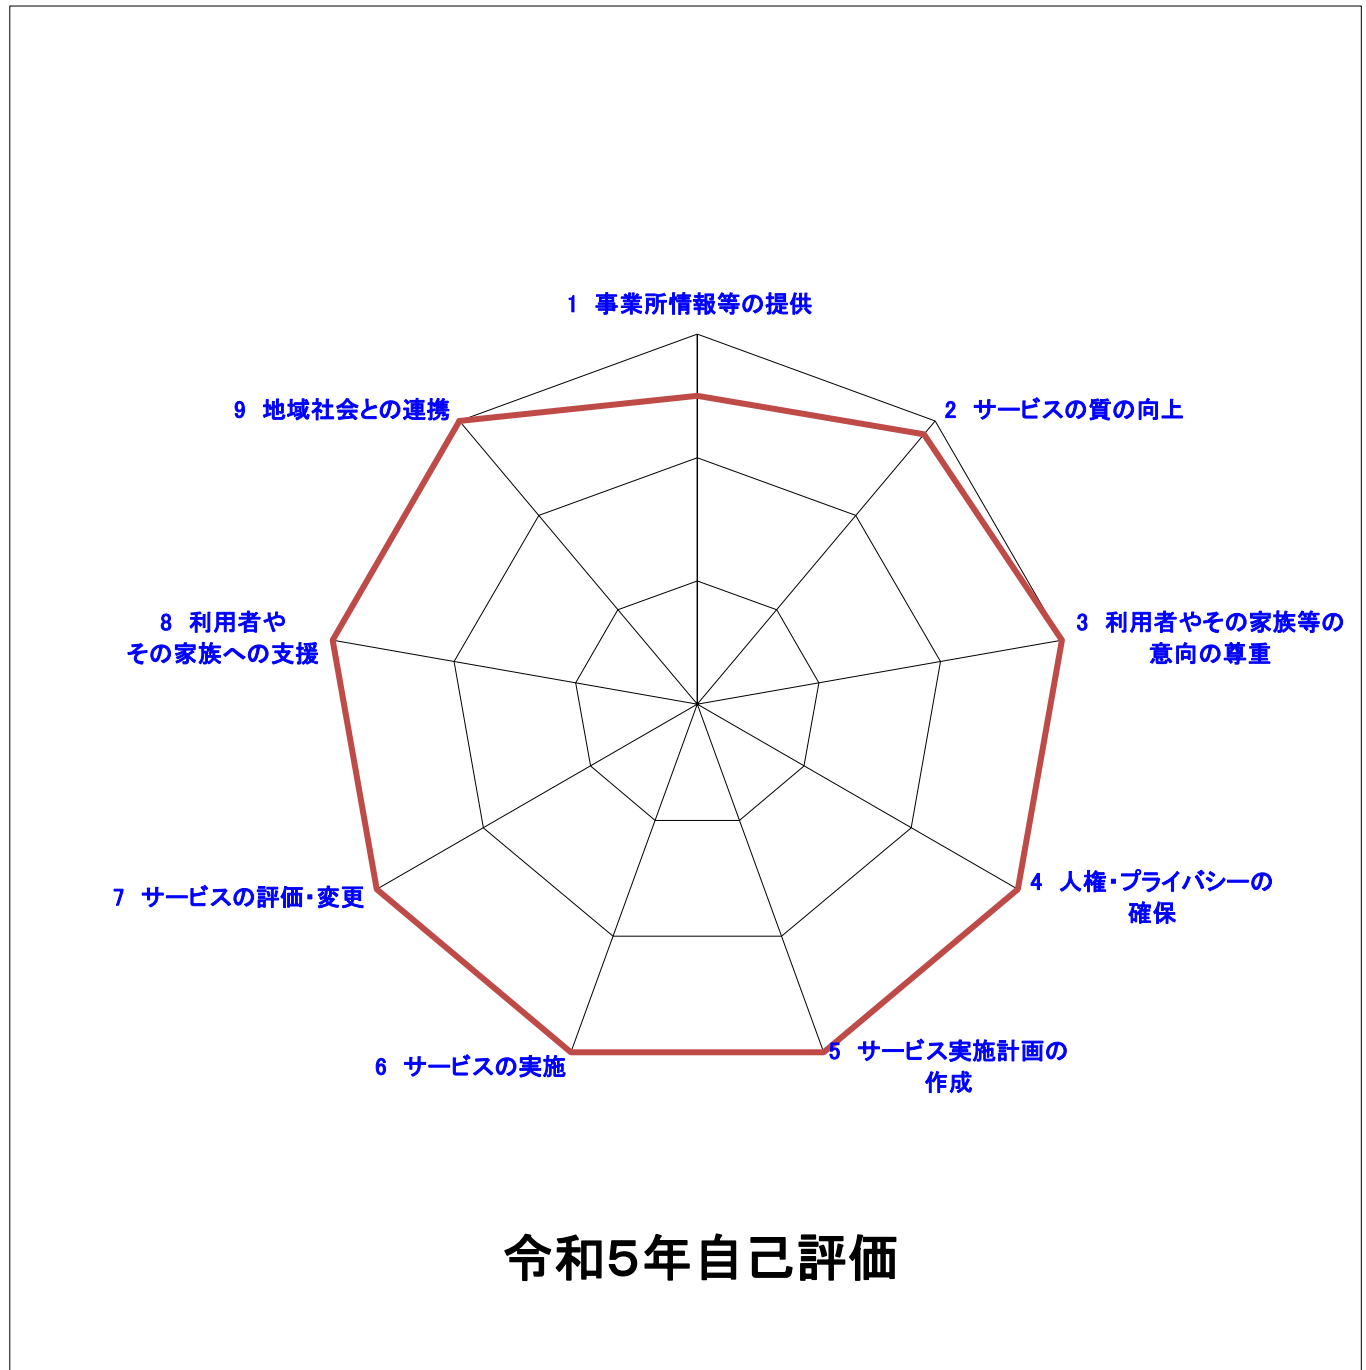 1 事業所情報等の提供
2 サービスの質の向上
3 利用者やその家族等の
意向の尊重
4 人権・プライバシーの
確保
5 サービス実施計画の
作成
6 サービスの実施
7 サービスの評価・変更
8 利用者や
その家族への支援
9 地域社会との連携
令和5年自己評価